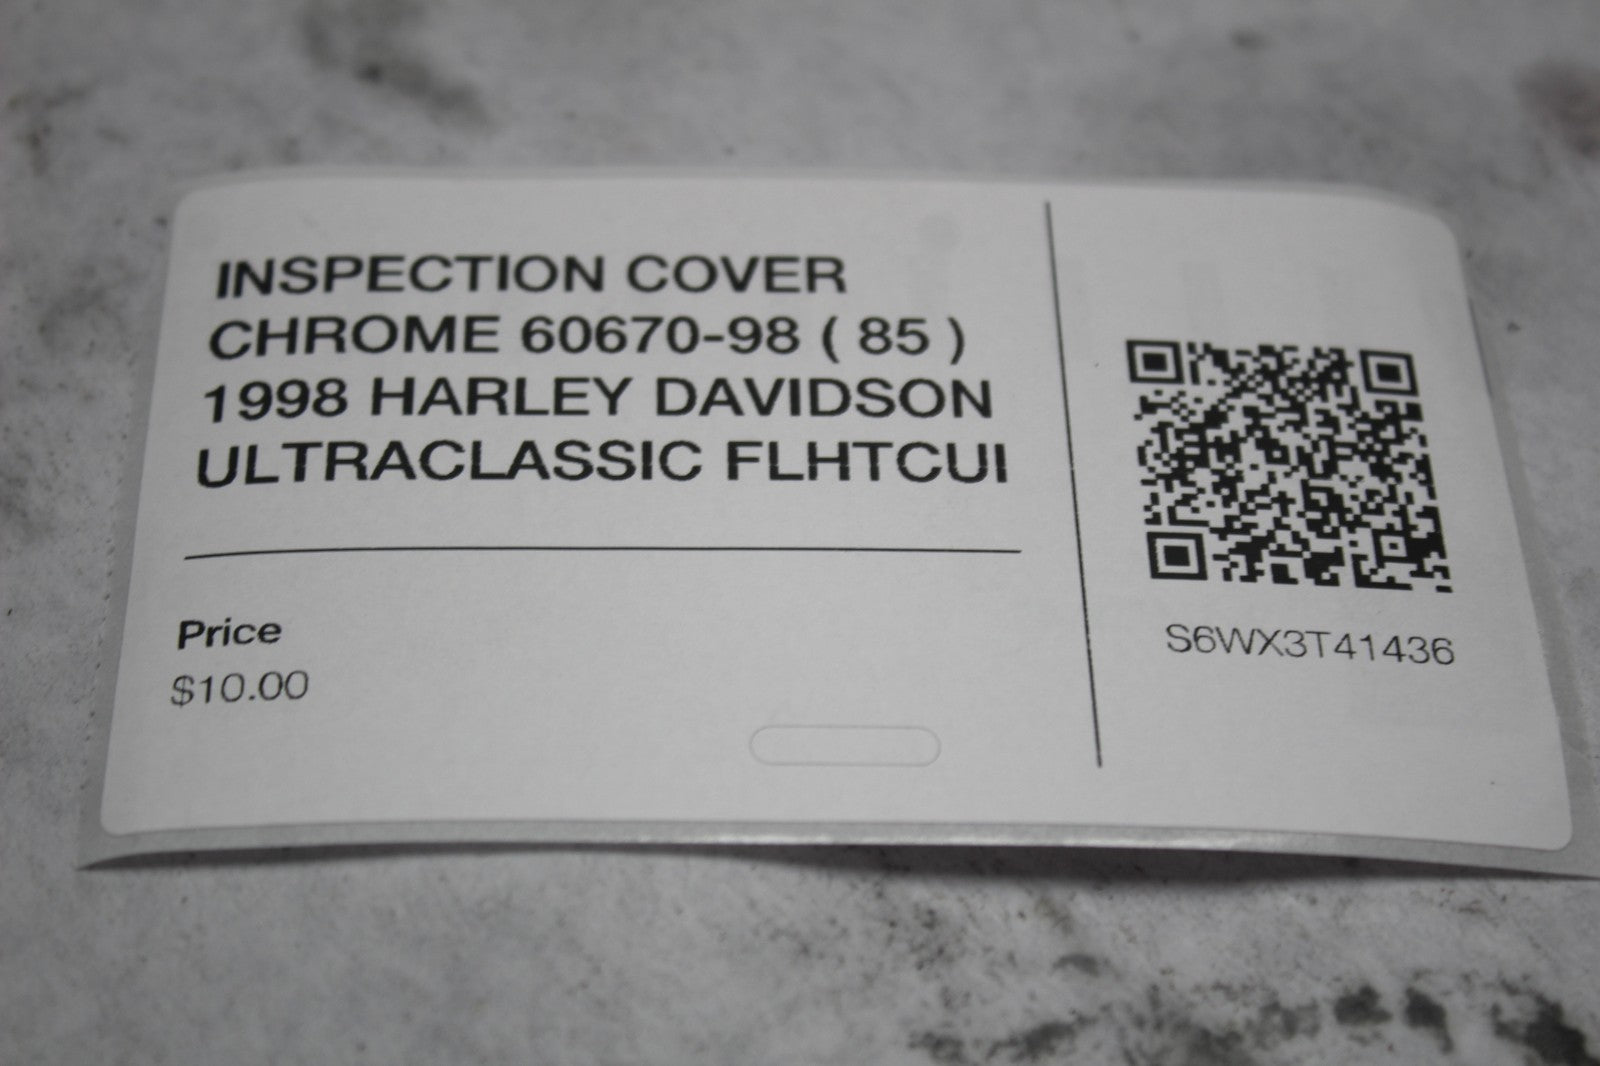 INSPECTION COVER
CHROME 60670-98 ( 85 )
1998 HARLEY DAVIDSON
ULTRACLASSIC FLHTCUI
Price
$10.00
S6WX3T41436